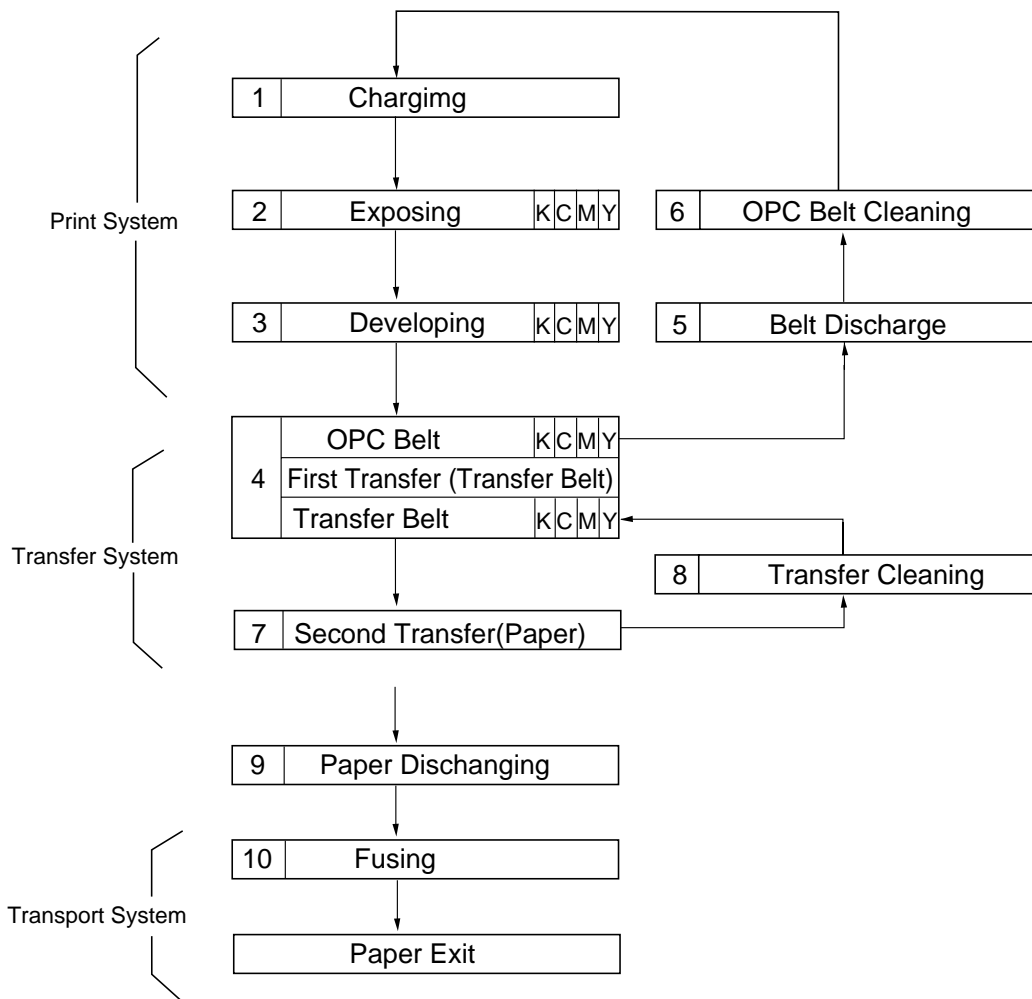 1 Chargimg
Print System
2 Exposing K C M Y
6 OPC Belt Cleaning
3 Developing K C M Y
5 Belt Discharge
4
OPC Belt K C M Y
First Transfer (Transfer Belt)
Transfer Belt K C M Y
Transfer System
8 Transfer Cleaning
7 Second Transfer(Paper)
9 Paper Dischanging
10 Fusing
Transport System
Paper Exit